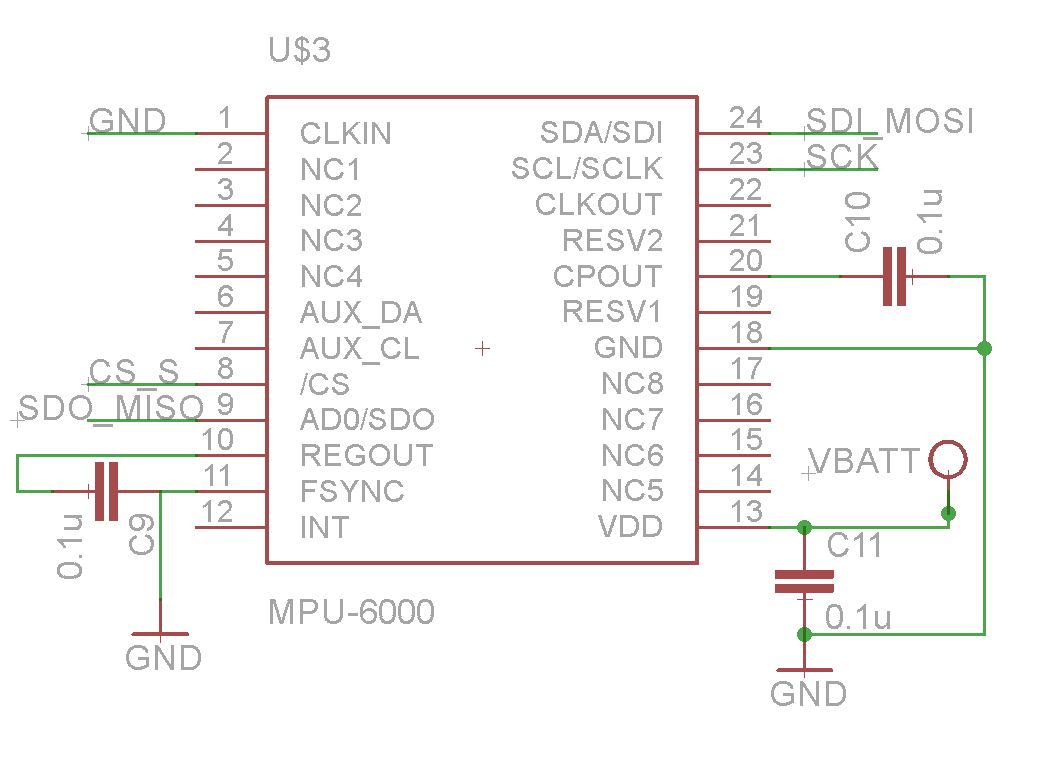 U$3
GND
1
CLKIN
SDA/SDI
24
SDI_MOSI
2
NC1
SCL/SCLK
23
SCK
3
NC2
CLKOUT
22
4
NC3
RESV2
21
C10
0.1u
5
NC4
CPOUT
20
6
AUX_DA
RESV1
19
7
AUX_CL
GND
18
CS_S
8
/CS
NC8
17
SDO_MISO
9
AD0/SDO
NC7
16
10
REGOUT
NC6
15
VBATT
11
FSYNC
NC5
14
0.1u
C9
12
INT
VDD
13
C11
MPU-6000
0.1u
GND
GND